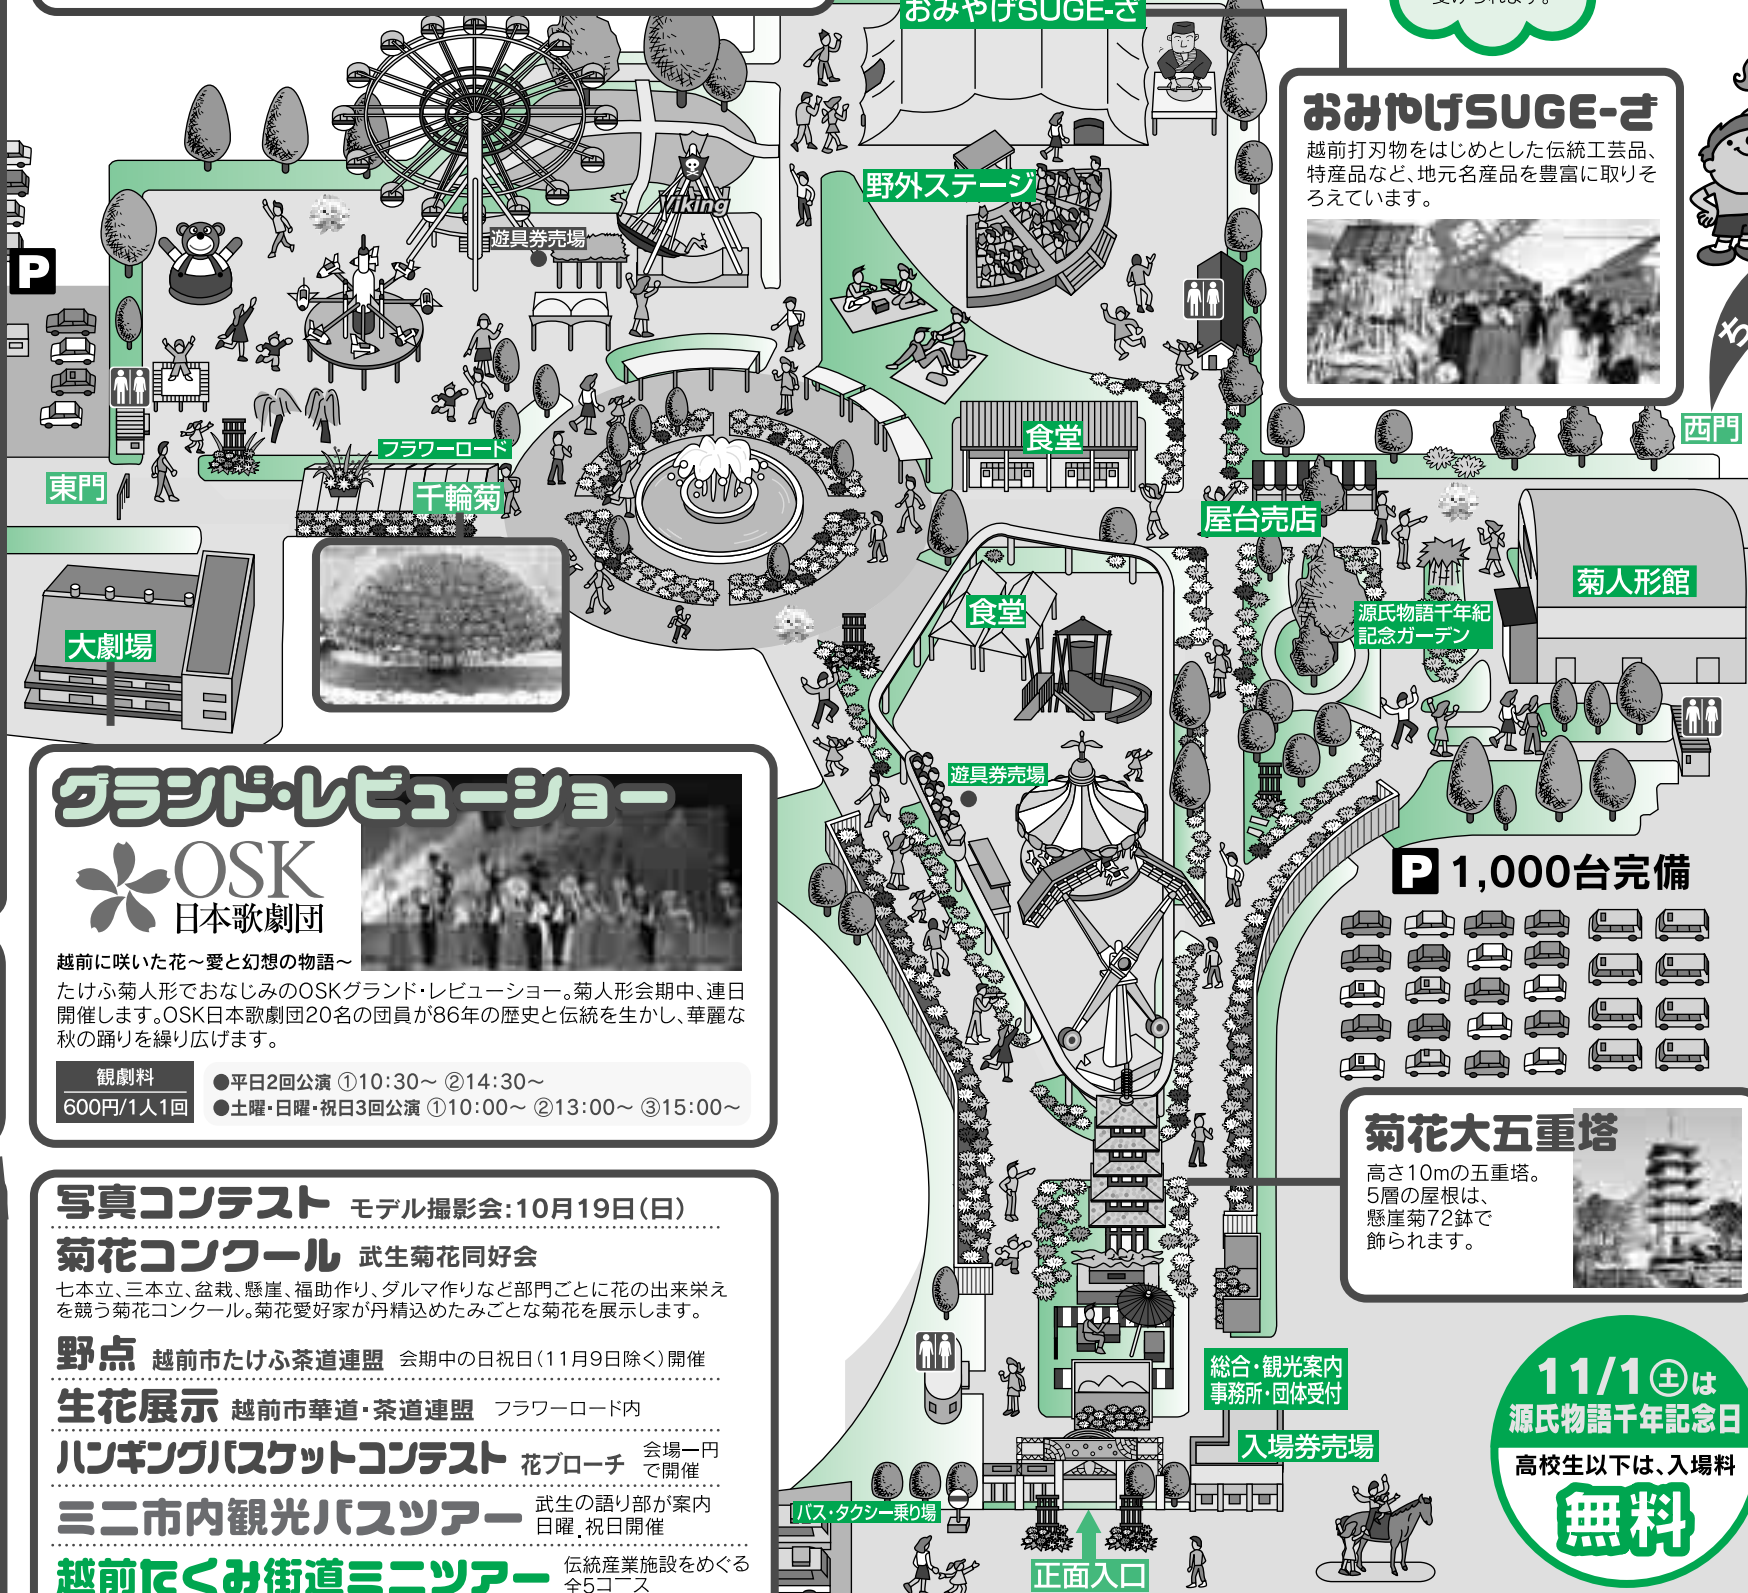 おみやげSUGE-ざ
受けられます。
おみやげSUGE-ざ
越前打刃物をはじめとした伝統工芸品、
特産品など、地元名産品を豊富に取りそ
ろえています。
野外ステージ
Viking
遊具券売場
P
西門
食堂
フラワーロード
東門
千輪菊
屋台売店
菊人形館
源氏物語千年紀
記念ガーデン
食堂
大劇場
遊具券売場
グランド・レビューショー
OSK
日本歌劇団
越前に咲いた花～愛と幻想の物語～
たけふ菊人形でおなじみのOSKグランド・レビューショー。菊人形会期中、連日
開催します。OSK日本歌劇団20名の団員が86年の歴史と伝統を生かし、華麗な
秋の踊りを繰り広げます。
観劇料
600円/1人1回
●平日2回公演 ①10:30～ ②14:30～
●土曜・日曜・祝日3回公演 ①10:00～ ②13:00～ ③15:00～
P 1,000台完備
菊花大五重塔
高さ10mの五重塔。
5層の屋根は、
懸崖菊72鉢で
飾られます。
写真コンテスト モデル撮影会:10月19日(日)
菊花コンクール 武生菊花同好会
七本立、三本立、盆栽、懸崖、福助作り、ダルマ作りなど部門ごとに花の出来栄え
を競う菊花コンクール。菊花愛好家が丹精込めたみごとな菊花を展示します。
野点 越前市たけふ茶道連盟 会期中の日祝日(11月9日除く)開催
生花展示 越前市華道・茶道連盟 フラワーロード内
ハンギングバスケットコンテスト 花ブローチ 会場一円
で開催
ミニ市内観光バスツアー 武生の語り部が案内
日曜、祝日開催
越前たくみ街道ミニツアー 伝統産業施設をめぐる
全5コース
総合・観光案内
事務所・団体受付
入場券売場
バス・タクシー乗り場
正面入口
11/1㊏は
源氏物語千年記念日
高校生以下は、入場料
無料